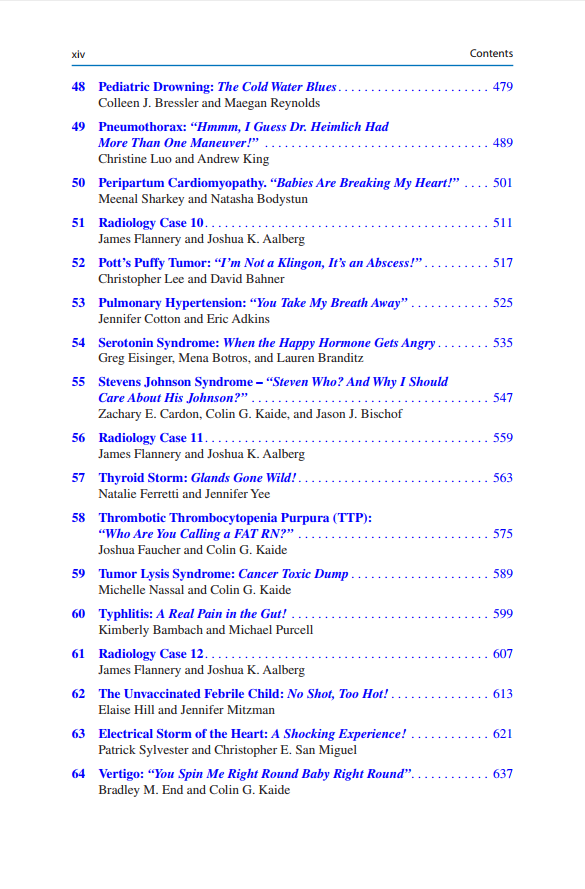 xiv Contents
48 Pediatric Drowning: The Cold Water Blues . . . . . . . . . . . . . . . . . . . . . . . 479
Colleen J. Bressler and Maegan Reynolds
49 Pneumothorax: “Hmmm, I Guess Dr. Heimlich Had
More Than One Maneuver!” . . . . . . . . . . . . . . . . . . . . . . . . . . . . . . . . . . 489
Christine Luo and Andrew King
50 Peripartum Cardiomyopathy. “Babies Are Breaking My Heart!” . . . . 501
Meenal Sharkey and Natasha Bodystun
51 Radiology Case 10 . . . . . . . . . . . . . . . . . . . . . . . . . . . . . . . . . . . . . . . . . . . 511
James Flannery and Joshua K. Aalberg
52 Pott’s Puffy Tumor: “I’m Not a Klingon, It’s an Abscess!” . . . . . . . . . . 517
Christopher Lee and David Bahner
53 Pulmonary Hypertension: “You Take My Breath Away” . . . . . . . . . . . . 525
Jennifer Cotton and Eric Adkins
54 Serotonin Syndrome: When the Happy Hormone Gets Angry . . . . . . . . 535
Greg Eisinger, Mena Botros, and Lauren Branditz
55 Stevens Johnson Syndrome – “Steven Who? And Why I Should
Care About His Johnson?” . . . . . . . . . . . . . . . . . . . . . . . . . . . . . . . . . . . . 547
Zachary E. Cardon, Colin G. Kaide, and Jason J. Bischof
56 Radiology Case 11 . . . . . . . . . . . . . . . . . . . . . . . . . . . . . . . . . . . . . . . . . . . 559
James Flannery and Joshua K. Aalberg
57 Thyroid Storm: Glands Gone Wild! . . . . . . . . . . . . . . . . . . . . . . . . . . . . . 563
Natalie Ferretti and Jennifer Yee
58 Thrombotic Thrombocytopenia Purpura (TTP):
“Who Are You Calling a FAT RN?” . . . . . . . . . . . . . . . . . . . . . . . . . . . . . 575
Joshua Faucher and Colin G. Kaide
59 Tumor Lysis Syndrome: Cancer Toxic Dump . . . . . . . . . . . . . . . . . . . . . 589
Michelle Nassal and Colin G. Kaide
60 Typhlitis: A Real Pain in the Gut! . . . . . . . . . . . . . . . . . . . . . . . . . . . . . . 599
Kimberly Bambach and Michael Purcell
61 Radiology Case 12 . . . . . . . . . . . . . . . . . . . . . . . . . . . . . . . . . . . . . . . . . . . 607
James Flannery and Joshua K. Aalberg
62 The Unvaccinated Febrile Child: No Shot, Too Hot! . . . . . . . . . . . . . . . 613
Elaise Hill and Jennifer Mitzman
63 Electrical Storm of the Heart: A Shocking Experience! . . . . . . . . . . . . 621
Patrick Sylvester and Christopher E. San Miguel
64 Vertigo: “You Spin Me Right Round Baby Right Round” . . . . . . . . . . . . 637
Bradley M. End and Colin G. Kaide